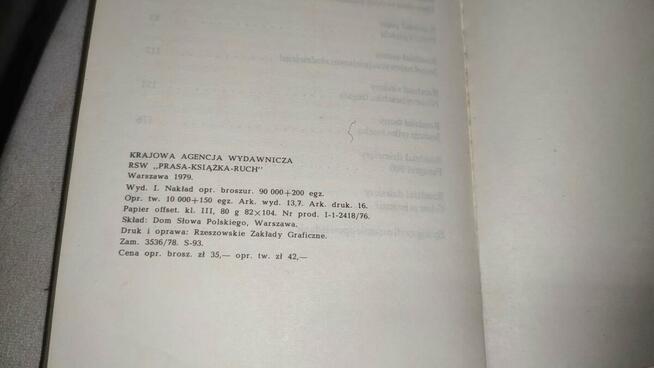 KRAJOWA AGENCJA WYDAWNICZA
RSW „PRASA-KSIĄŻKA-RUCH"
Warszawa 1979.
Wyd. I. Nakład opr. broszur. 90 000+200 egz.
Opr. tw. 10 000+150 egz. Ark. wyd. 13,7. Ark. druk. 16.
Papier offset. kl. III, 80 g 82×104. Nr prod. I-1-2418/76.
Skład: Dom Słowa Polskiego, Warszawa.
Druk i oprawa: Rzeszowskie Zakłady Graficzne.
Zam. 3536/78. S-93.
Cena opr. brosz. zł 35,— opr. tw. zł 42,—